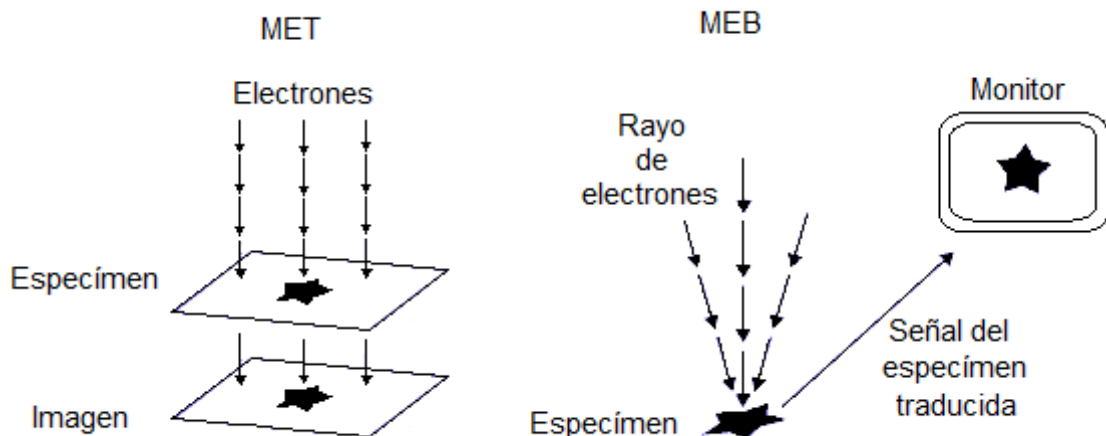 MET
Electrones
Especímen
Imagen
MEB
Rayo
de
electrones
Monitor
Señal del
especímen
traducida
Especímen